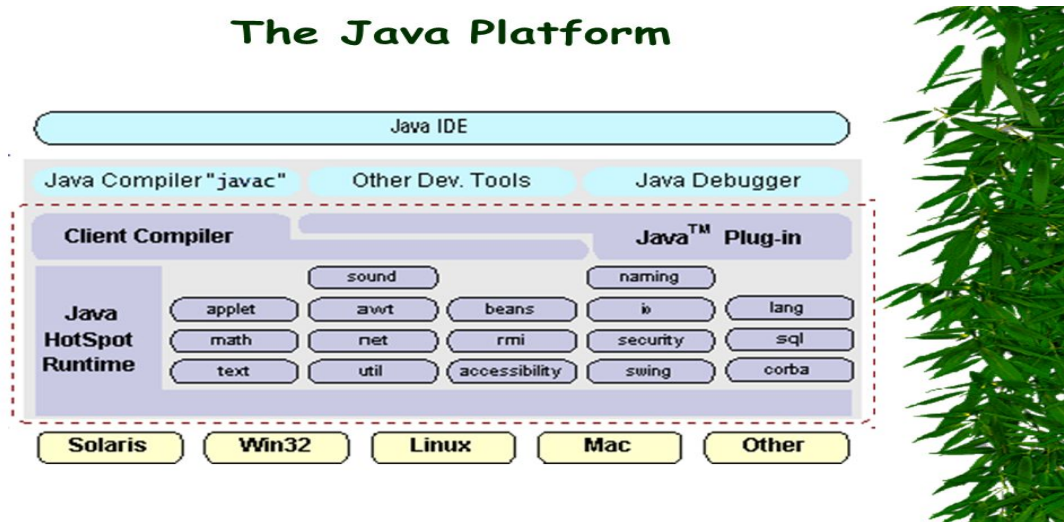 The Java Platform
Java IDE
Java Compiler "javac" Other Dev. Tools Java Debugger
Client Compiler Java™ Plug-in
sound naming
applet awt beans io lang
Java
HotSpot
Runtime
math net rmi security sql
text util accessibility swing corba
Solaris Win32 Linux Mac Other